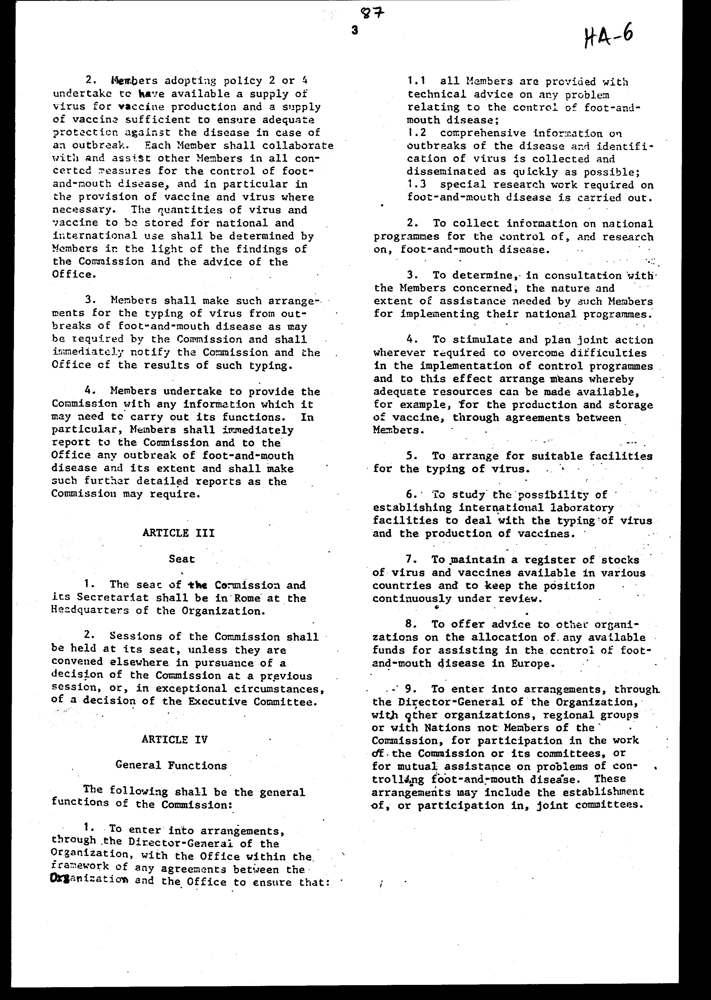 87
3
HA-6
2. Members adopting policy 2 or 4
undertake to have available a supply of
virus for vaccine production and a supply
of vaccine sufficient to ensure adequate
protection against the disease in case of
an outbreak. Each Member shall collaborate
with and assist other Members in all con-
certed measures for the control of foot-
and-mouth disease, and in particular in
the provision of vaccine and virus where
necessary. The quantities of virus and
vaccine to be stored for national and
international use shall be determined by
Members in the light of the findings of
the Commission and the advice of the
Office.
3. Members shall make such arrange-
ments for the typing of virus from out-
breaks of foot-and-mouth disease as may
be required by the Commission and shall
immediately notify the Commission and the
Office of the results of such typing.
4. Members undertake to provide the
Commission with any information which it
may need to carry out its functions. In
particular, Members shall immediately
report to the Commission and to the
Office any outbreak of foot-and-mouth
disease and its extent and shall make
such further detailed reports as the
Commission may require.
ARTICLE III
Seat
1. The seat of the Commission and
its Secretariat shall be in Rome at the
Headquarters of the Organization.
2. Sessions of the Commission shall
be held at its seat, unless they are
convened elsewhere in pursuance of a
decision of the Commission at a previous
session, or, in exceptional circumstances,
of a decision of the Executive Committee.
ARTICLE IV
General Functions
The following shall be the general
functions of the Commission:
1. To enter into arrangements,
through the Director-General of the
Organization, with the Office within the
framework of any agreements between the
Organization and the Office to ensure that:
1.1 all Members are provided with
technical advice on any problem
relating to the control of foot-and-
mouth disease;
1.2 comprehensive information on
outbreaks of the disease and identifi-
cation of virus is collected and
disseminated as quickly as possible;
1.3 special research work required on
foot-and-mouth disease is carried out.
2. To collect information on national
programmes for the control of, and research
on, foot-and-mouth disease.
3. To determine, in consultation with
the Members concerned, the nature and
extent of assistance needed by such Members
for implementing their national programmes.
4. To stimulate and plan joint action
wherever required to overcome difficulties
in the implementation of control programmes
and to this effect arrange means whereby
adequate resources can be made available,
for example, for the production and storage
of vaccine, through agreements between
Members.
5. To arrange for suitable facilities
for the typing of virus.
6. To study the possibility of
establishing international laboratory
facilities to deal with the typing of virus
and the production of vaccines.
7. To maintain a register of stocks
of virus and vaccines available in various
countries and to keep the position
continuously under review.
8. To offer advice to other organi-
zations on the allocation of any available
funds for assisting in the control of foot-
and-mouth disease in Europe.
9. To enter into arrangements, through
the Director-General of the Organization,
with other organizations, regional groups
or with Nations not Members of the
Commission, for participation in the work
of the Commission or its committees, or
for mutual assistance on problems of con-
trolling foot-and-mouth disease. These
arrangements may include the establishment
of, or participation in, joint committees.